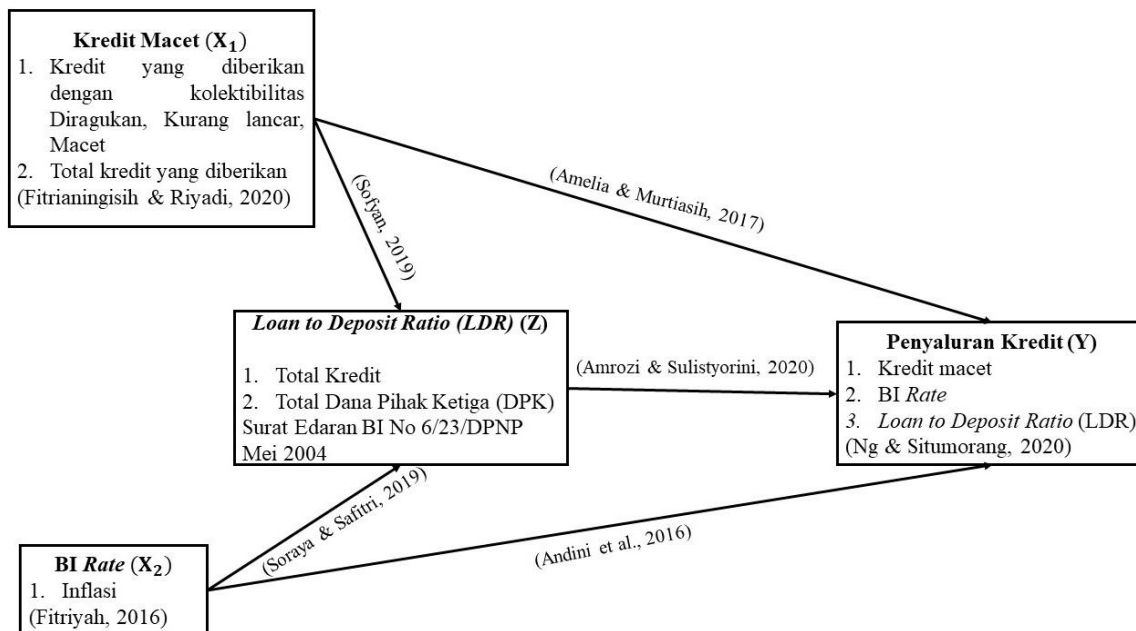 Kredit Macet (X₁)
1. Kredit yang diberikan
dengan kolektibilitas
Diragukan, Kurang lancar,
Macet
2. Total kredit yang diberikan
(Fitrianingisih & Riyadi, 2020)
(Sofyan, 2019)
(Amelia & Murtiasih, 2017)
Loan to Deposit Ratio (LDR) (Z)
1. Total Kredit
2. Total Dana Pihak Ketiga (DPK)
Surat Edaran BI No 6/23/DPNP
Mei 2004
(Amrozi & Sulistyorini, 2020)
Penyaluran Kredit (Y)
1. Kredit macet
2. BI Rate
3. Loan to Deposit Ratio (LDR)
(Ng & Situmorang, 2020)
(Soraya & Safitri, 2019)
(Andini et al., 2016)
BI Rate (X₂)
1. Inflasi
(Fitriyah, 2016)